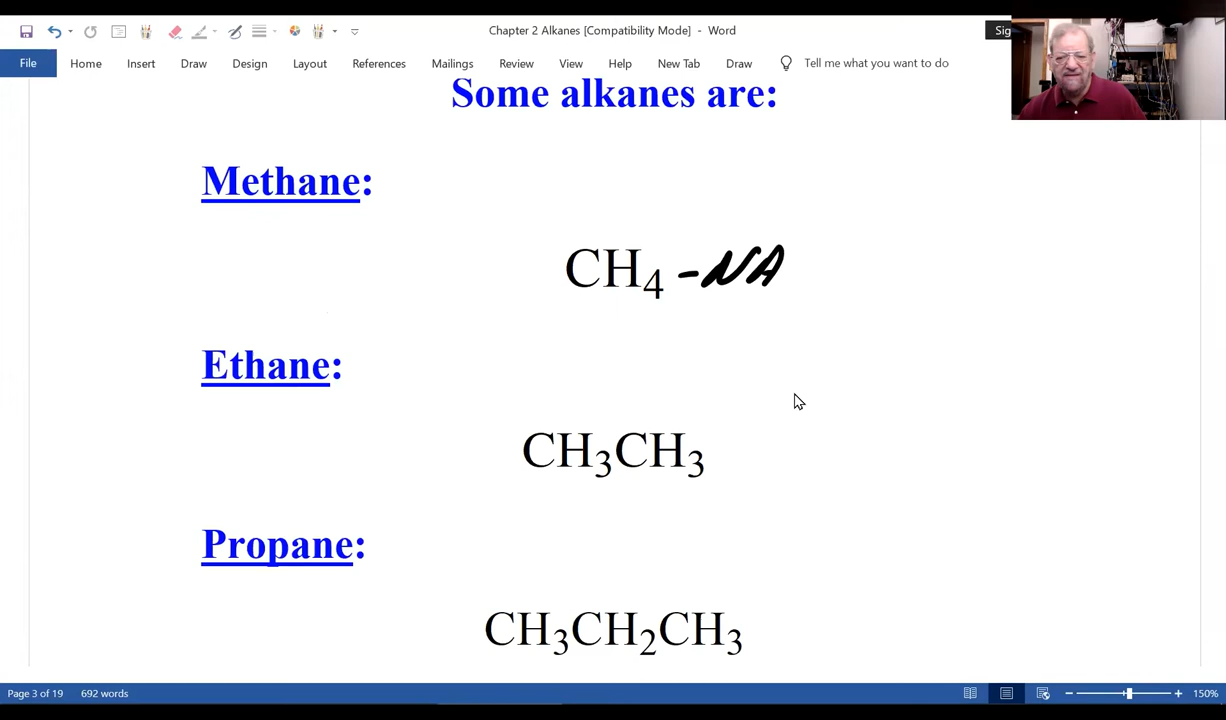 Chapter 2 Alkanes [Compatibility Mode] - Word
Sig
File Home Insert Draw Design Layout References Mailings Review View Help New Tab Draw Tell me what you want to do
Some alkanes are:
Methane:
CH₄ -NA
Ethane:
CH₃CH₃
Propane:
CH₃CH₂CH₃
Page 3 of 19 692 words 150%